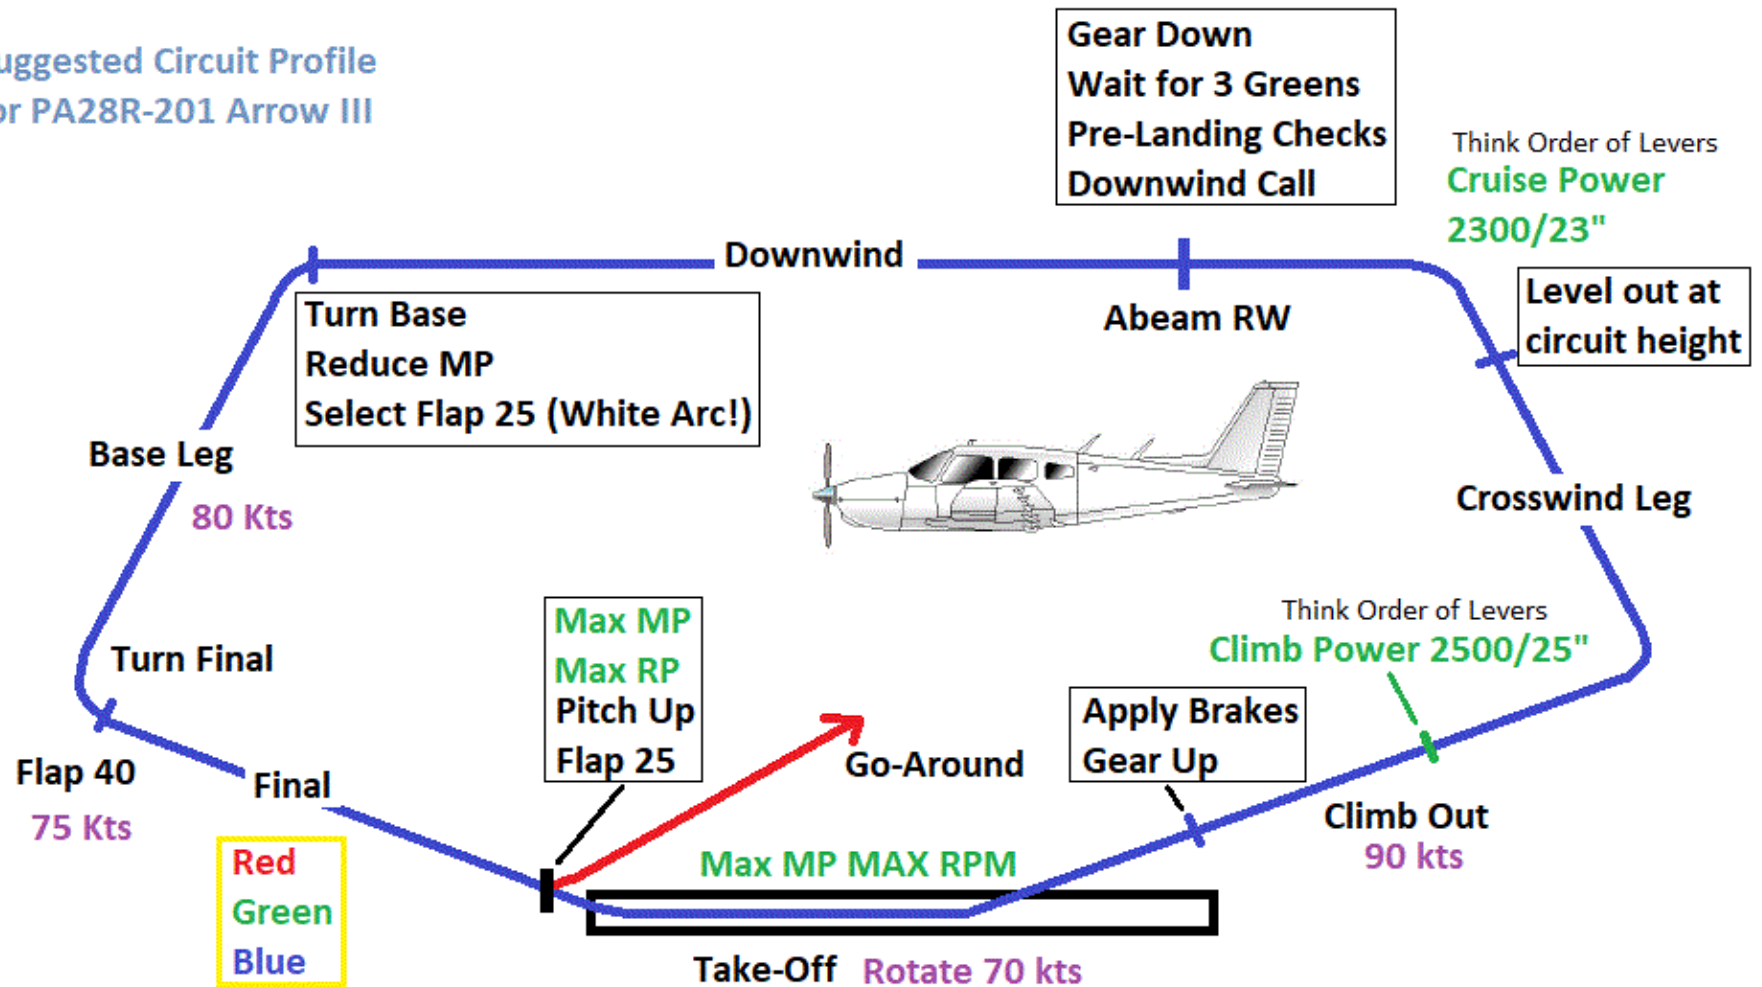 uggested Circuit Profile
or PA28R-201 Arrow III
Gear Down
Wait for 3 Greens
Pre-Landing Checks
Downwind Call
Think Order of Levers
Cruise Power
2300/23"
Downwind
Abeam RW
Level out at
circuit height
Turn Base
Reduce MP
Select Flap 25 (White Arc!)
Base Leg
80 Kts
Crosswind Leg
Think Order of Levers
Climb Power 2500/25"
Turn Final
Max MP
Max RP
Pitch Up
Flap 25
Apply Brakes
Gear Up
Go-Around
Flap 40
75 Kts
Final
Climb Out
90 kts
Red
Green
Blue
Max MP MAX RPM
Take-Off Rotate 70 kts